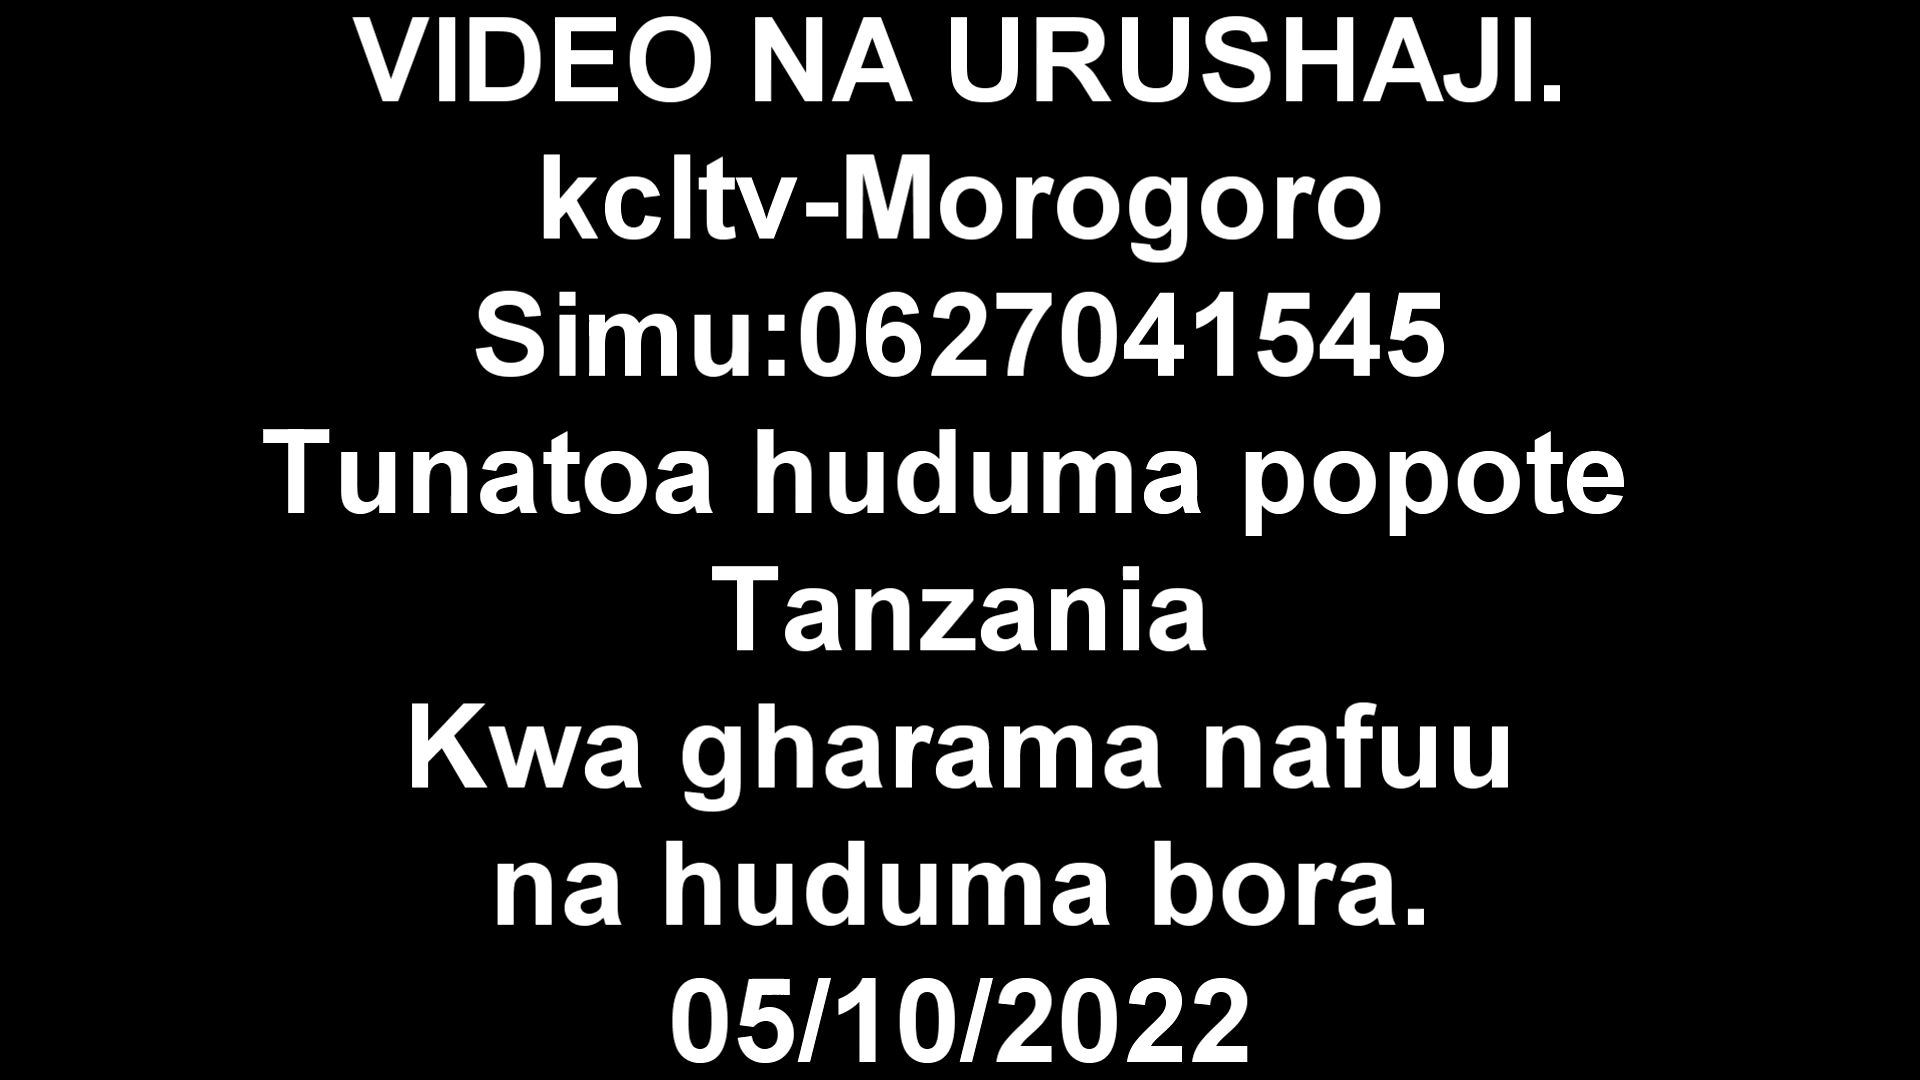 VIDEO NA URUSHAJI.
kcltv-Morogoro
Simu:0627041545
Tunatoa huduma popote
Tanzania
Kwa gharama nafuu
na huduma bora.
05/10/2022